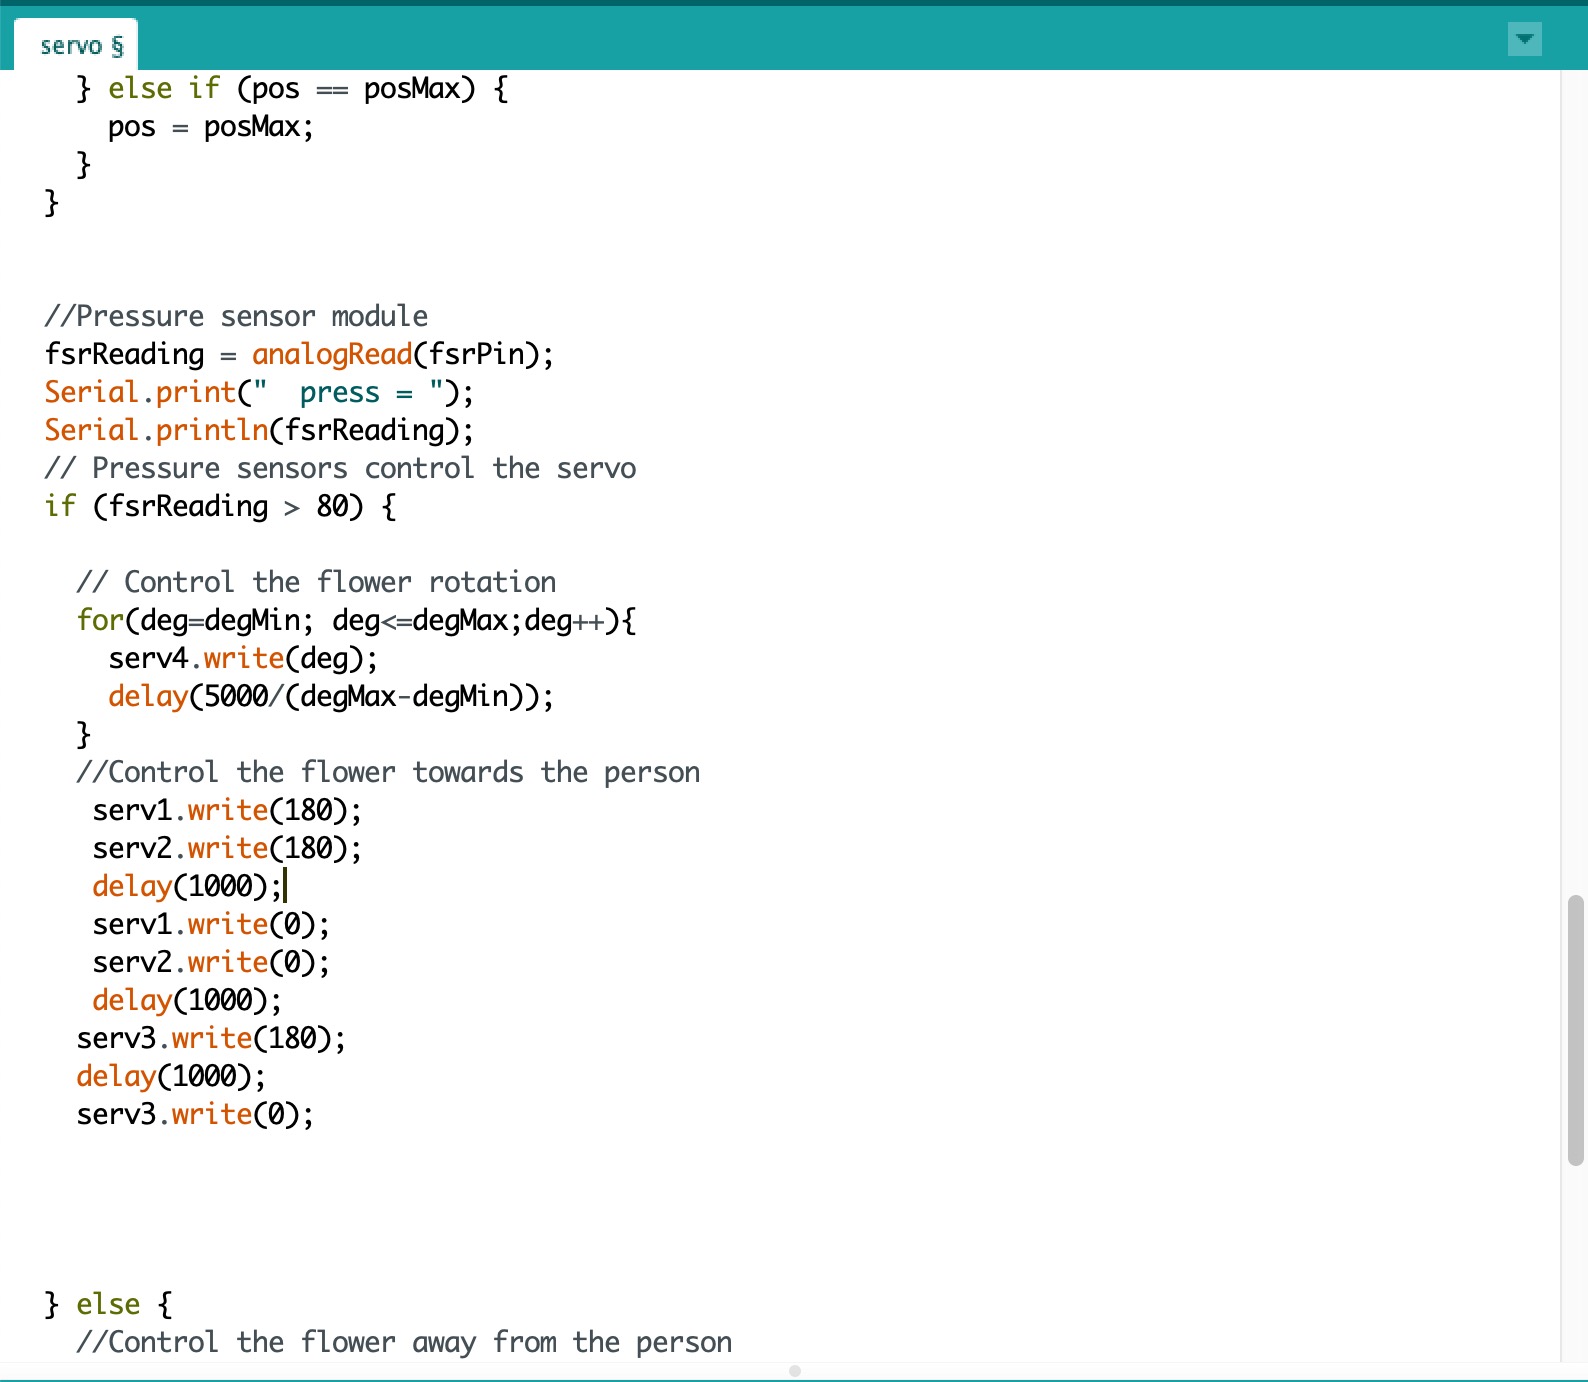 servo §
} else if (pos == posMax) {
pos = posMax;
}
}
//Pressure sensor module
fsrReading = analogRead(fsrPin);
Serial.print("  press = ");
Serial.println(fsrReading);
// Pressure sensors control the servo
if (fsrReading > 80) {
// Control the flower rotation
for(deg=degMin; deg<=degMax;deg++){
serv4.write(deg);
delay(5000/(degMax-degMin));
}
//Control the flower towards the person
serv1.write(180);
serv2.write(180);
delay(1000);
serv1.write(0);
serv2.write(0);
delay(1000);
serv3.write(180);
delay(1000);
serv3.write(0);
} else {
//Control the flower away from the person